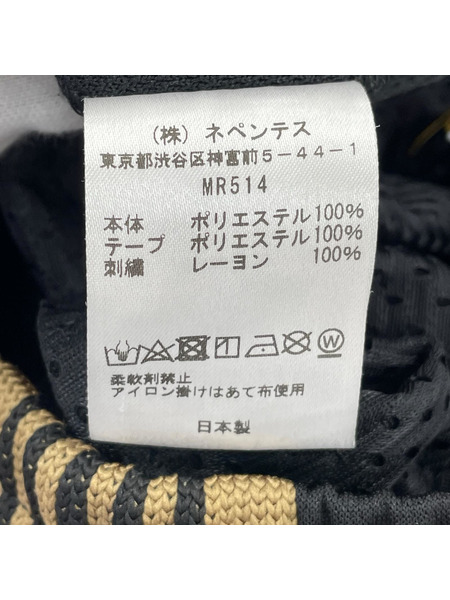 (株) ネペンテス
東京都渋谷区神宮前5-44-1
MR514
本体 ポリエステル100%
テープ ポリエステル100%
刺繍 レーヨン 100%
W
柔軟剤禁止
アイロン掛けはあて布使用
日本製